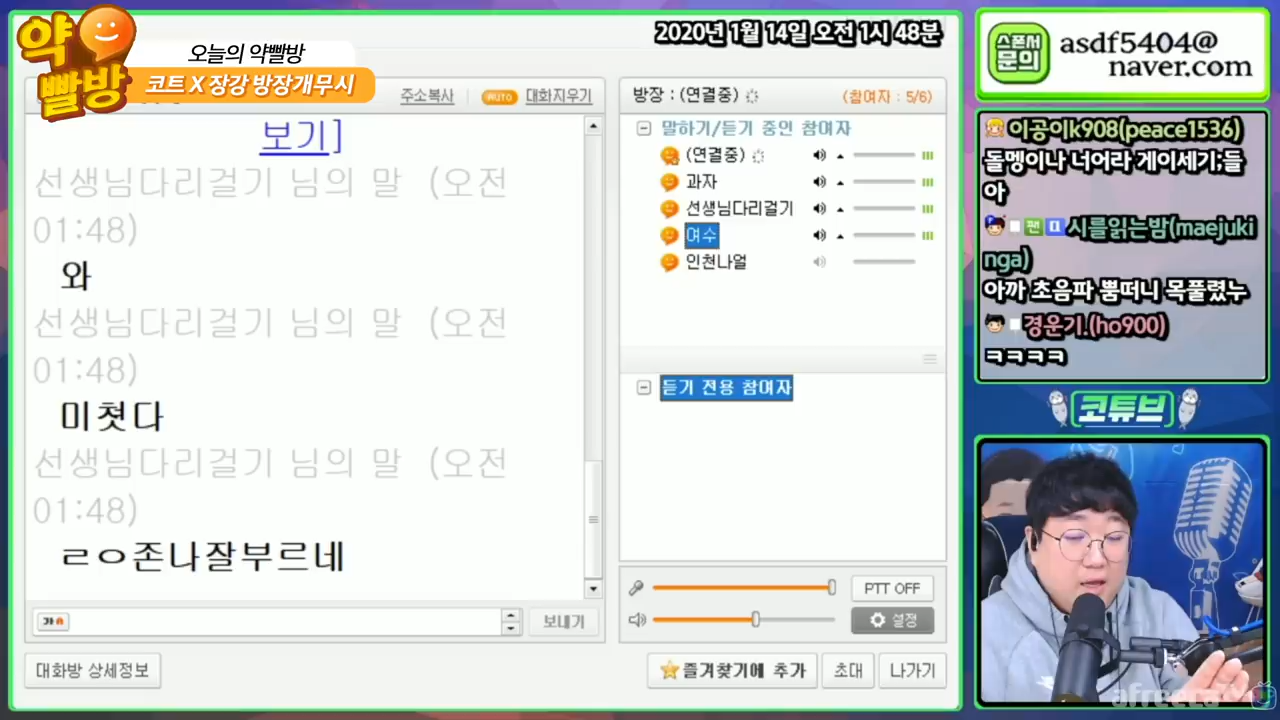 약빨방
오늘의 약빨방
코트 X 장강 방장개무시
2020년 1월 14일 오전 1시 48분
주소복사
AUTO 대화지우기
보기]
선생님다리걸기 님의 말 (오전
01:48)
와
선생님다리걸기 님의 말 (오전
01:48)
미쳣다
선생님다리걸기 님의 말 (오전
01:48)
ㄹㅇ존나잘부르네
가
보내기
대화방 상세정보
방장 : (연결중)
(참여자 : 5/6)
말하기/듣기 중인 참여자
(연결중)
과자
선생님다리걸기
여수
인천나얼
듣기 전용 참여자
PTT OFF
설정
즐겨찾기에 추가
초대
나가기
스폰서
문의
asdf5404@
naver.com
이공이k908(peace1536)
돌멩이나 너어라 게이세기;들
아
팬 시를읽는밤(maejuki
nga)
아까 초음파 뿜떠니 목풀렸누
경운기.(ho900)
ㅋㅋㅋㅋ
코튜브